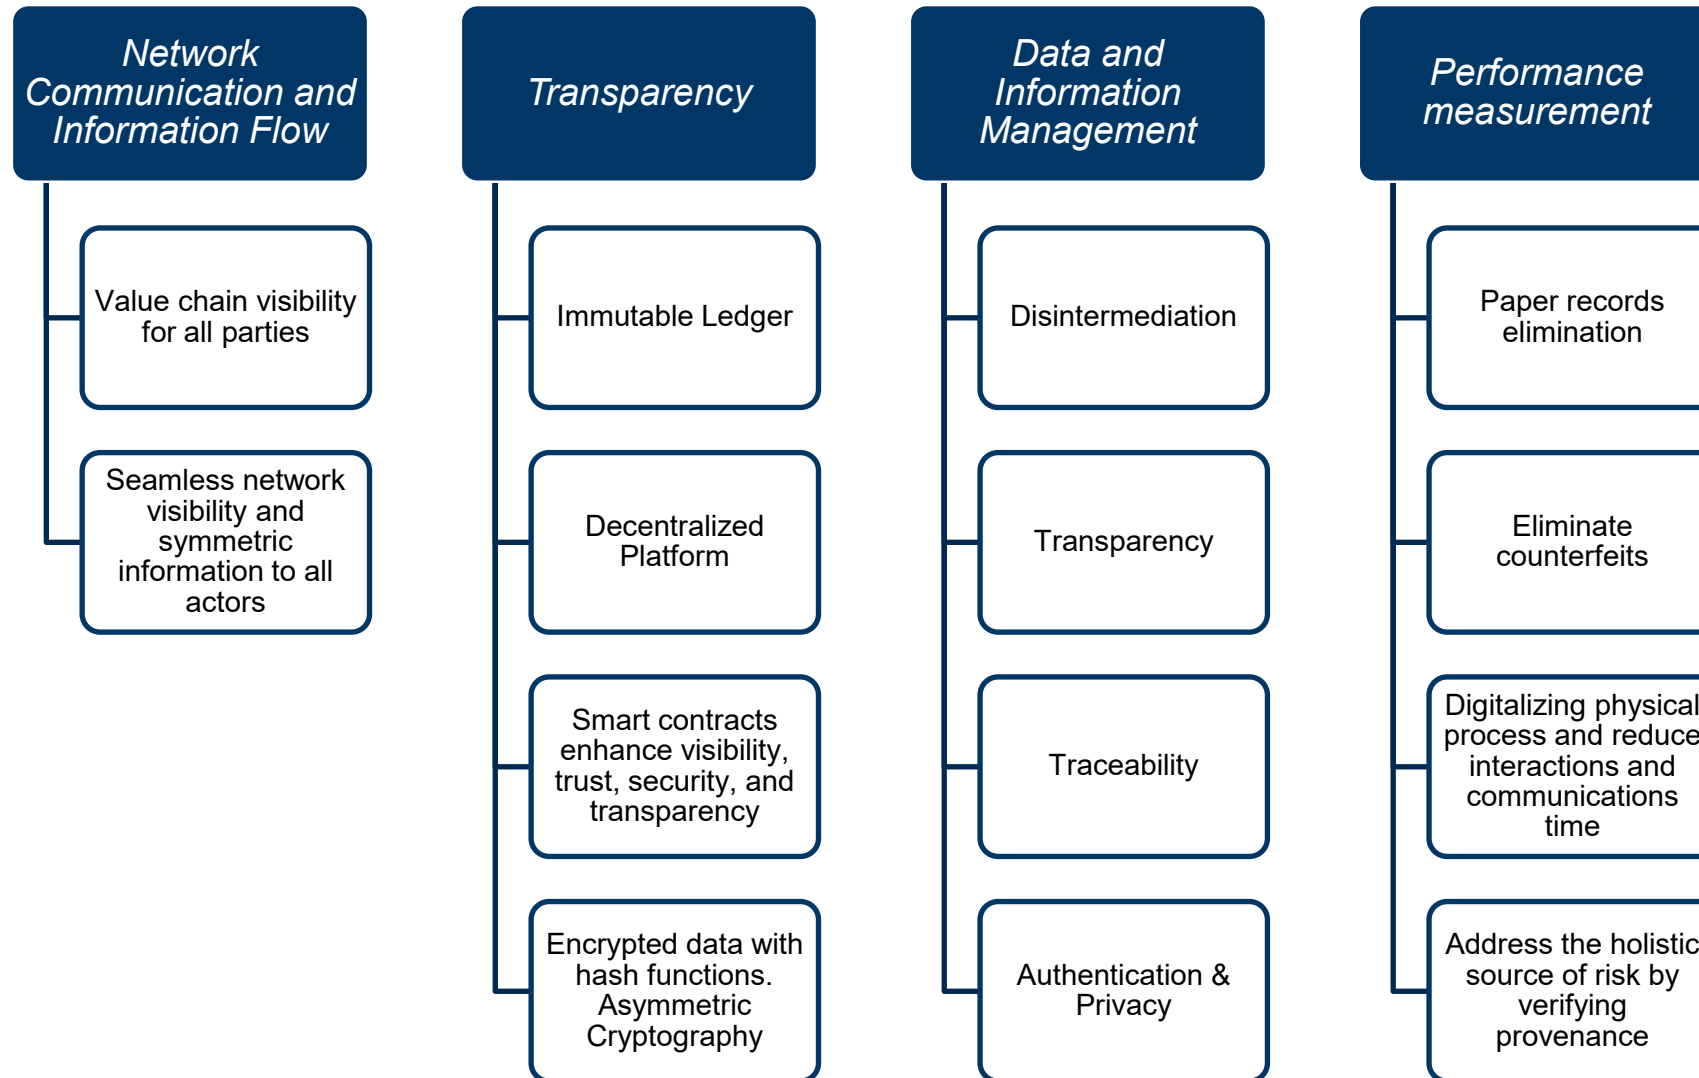 Network
Communication and
Information Flow
Value chain visibility
for all parties
Seamless network
visibility and
symmetric
information to all
actors
Transparency
Immutable Ledger
Decentralized
Platform
Smart contracts
enhance visibility,
trust, security, and
transparency
Encrypted data with
hash functions.
Asymmetric
Cryptography
Data and
Information
Management
Disintermediation
Transparency
Traceability
Authentication &
Privacy
Performance
measurement
Paper records
elimination
Eliminate
counterfeits
Digitalizing physical
process and reduce
interactions and
communications
time
Address the holistic
source of risk by
verifying
provenance